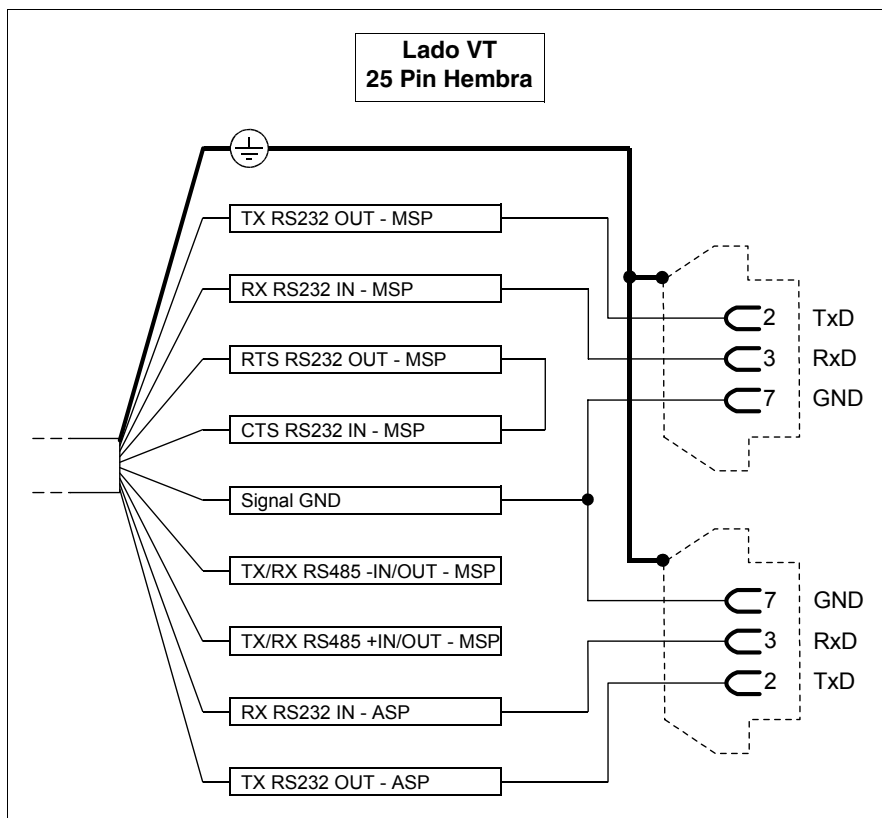 Lado VT
25 Pin Hembra
TX RS232 OUT - MSP
RX RS232 IN - MSP
RTS RS232 OUT - MSP
CTS RS232 IN - MSP
Signal GND
TX/RX RS485 -IN/OUT - MSP
TX/RX RS485 +IN/OUT - MSP
RX RS232 IN - ASP
TX RS232 OUT - ASP
2 TxD
3 RxD
7 GND
7 GND
3 RxD
2 TxD